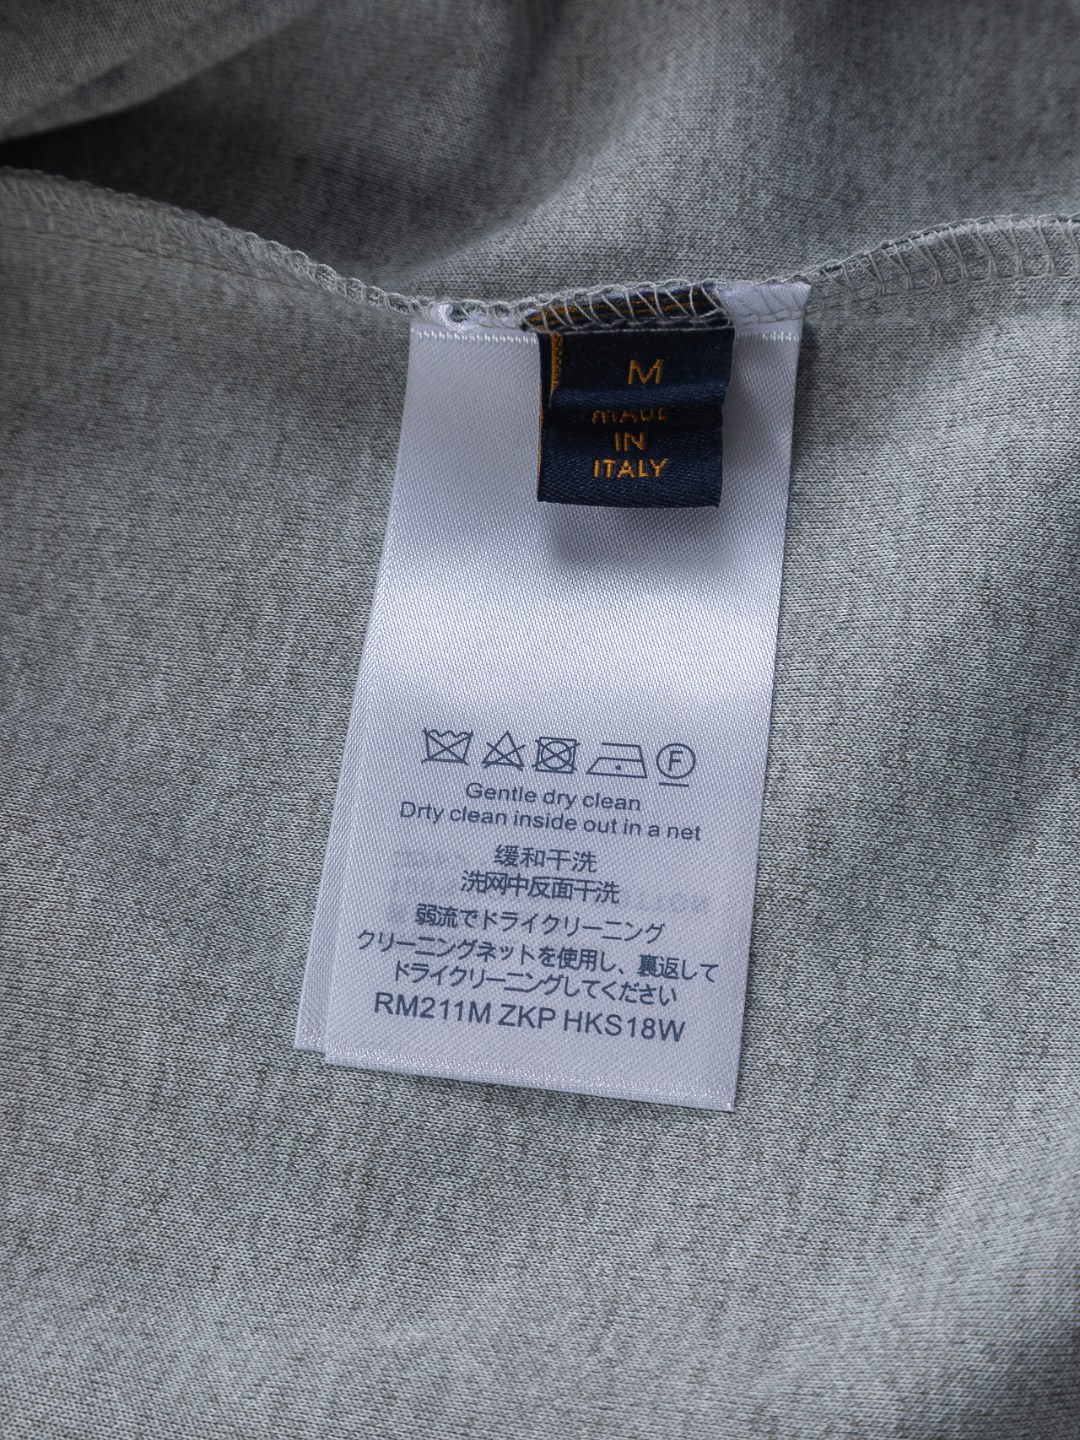 M
MADE
IN
ITALY
F
Gentle dry clean
Drty clean inside out in a net
缓和干洗
洗网中反面干洗
弱流でドライクリーニング
クリーニングネットを使用し、裏返して
ドライクリーニングしてください
RM211M ZKP HKS18W